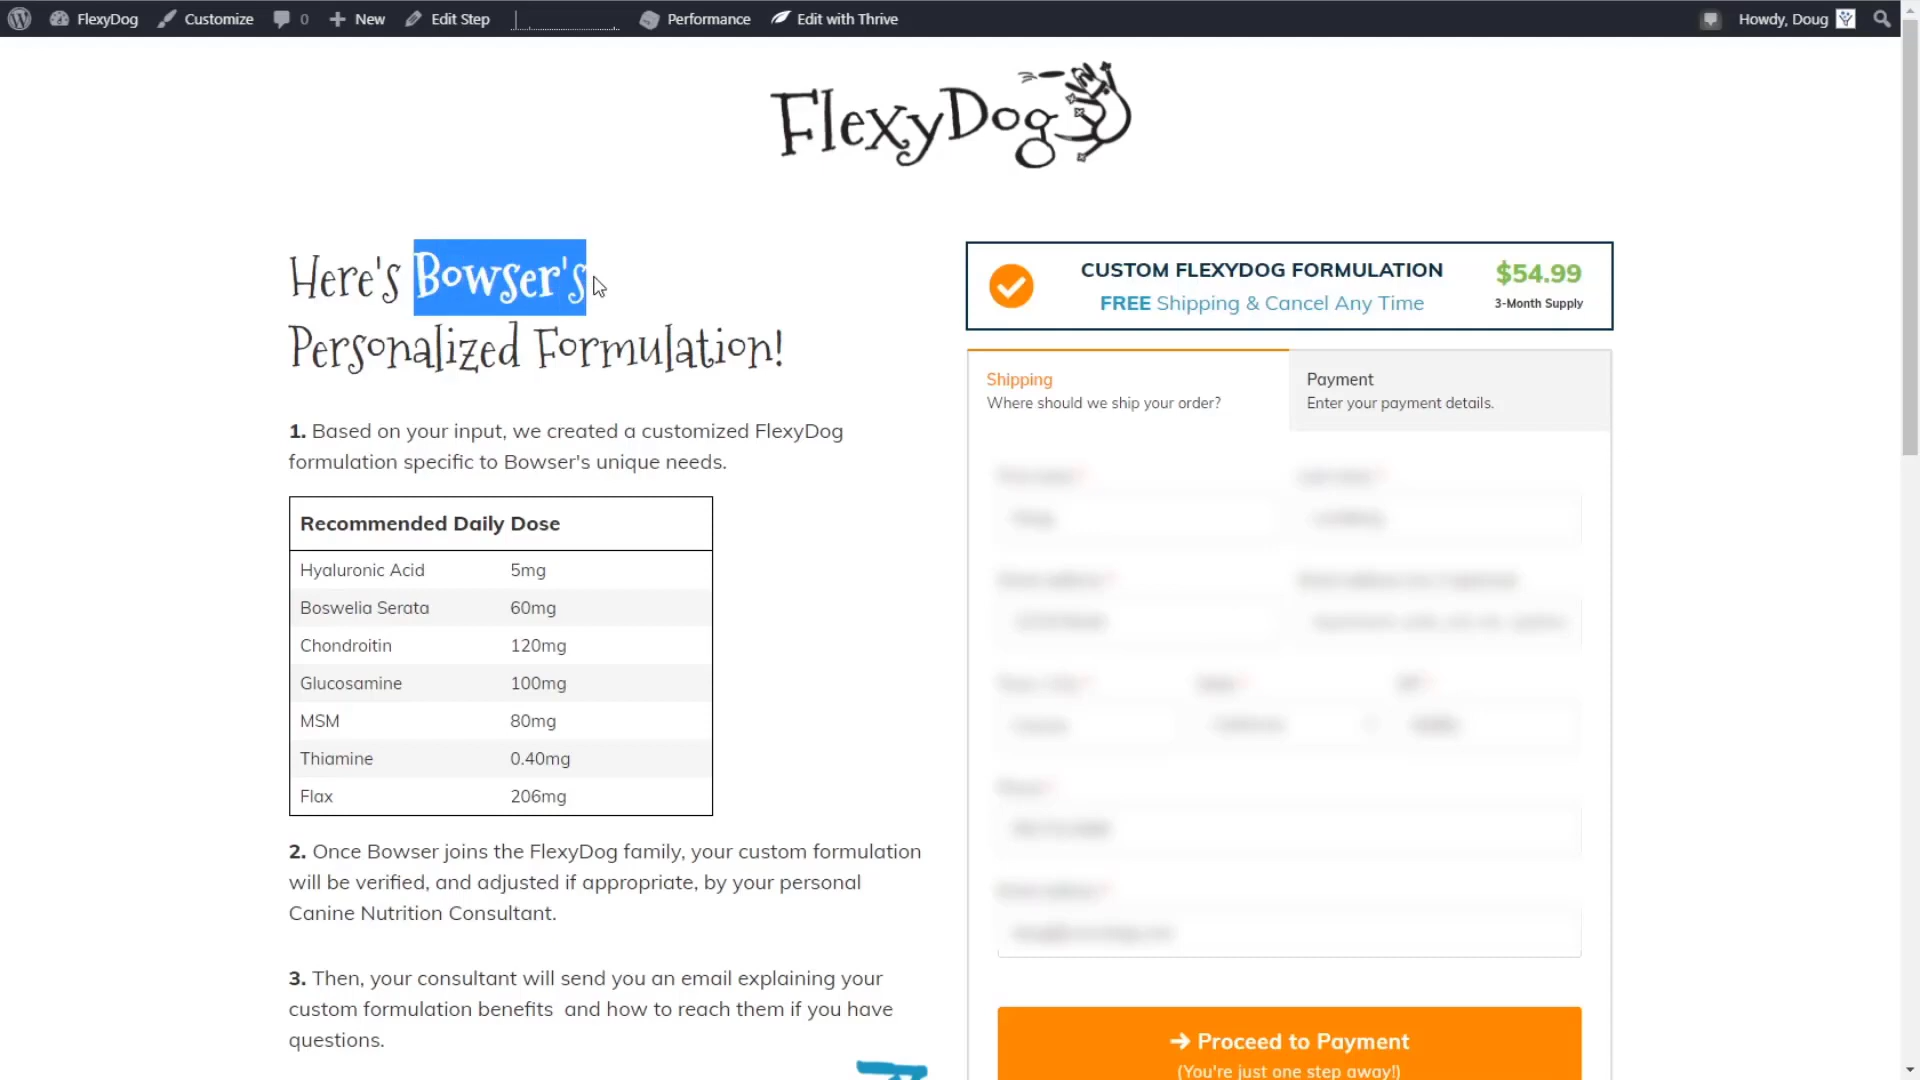 FlexyDog
Customize
0
New
Edit Step
Performance
Edit with Thrive
Howdy, Doug
FlexyDog
Here's Bowser's
Personalized Formulation!
1. Based on your input, we created a customized FlexyDog
formulation specific to Bowser's unique needs.
Recommended Daily Dose
Hyaluronic Acid 5mg
Boswelia Serata 60mg
Chondroitin 120mg
Glucosamine 100mg
MSM 80mg
Thiamine 0.40mg
Flax 206mg
2. Once Bowser joins the FlexyDog family, your custom formulation
will be verified, and adjusted if appropriate, by your personal
Canine Nutrition Consultant.
3. Then, your consultant will send you an email explaining your
custom formulation benefits and how to reach them if you have
questions.
CUSTOM FLEXYDOG FORMULATION
FREE Shipping & Cancel Any Time
$54.99
3-Month Supply
Shipping
Where should we ship your order?
Payment
Enter your payment details.
→ Proceed to Payment
(You're just one step away!)